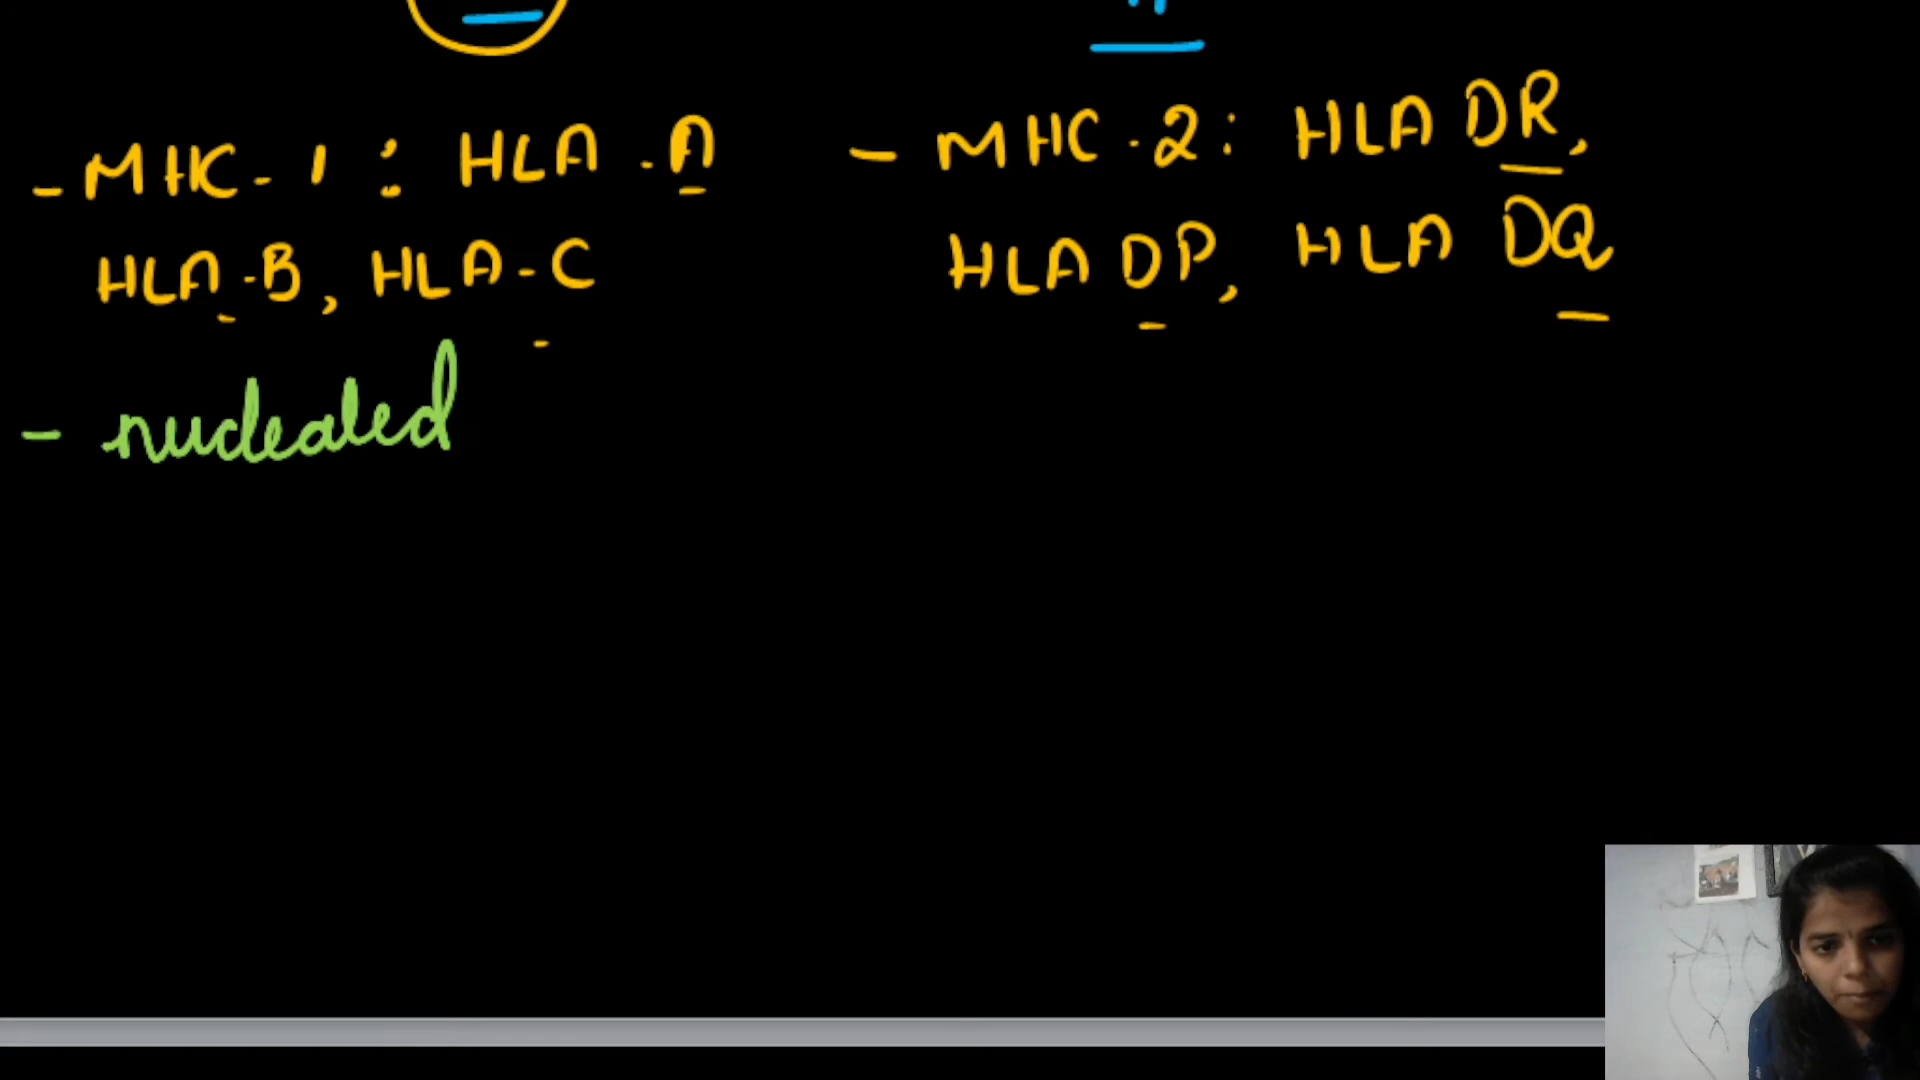 - MHC-1 : HLA-A
HLA-B, HLA-C
- nucleated
- MHC-2: HLA DR,
HLA DP, HLA DQ